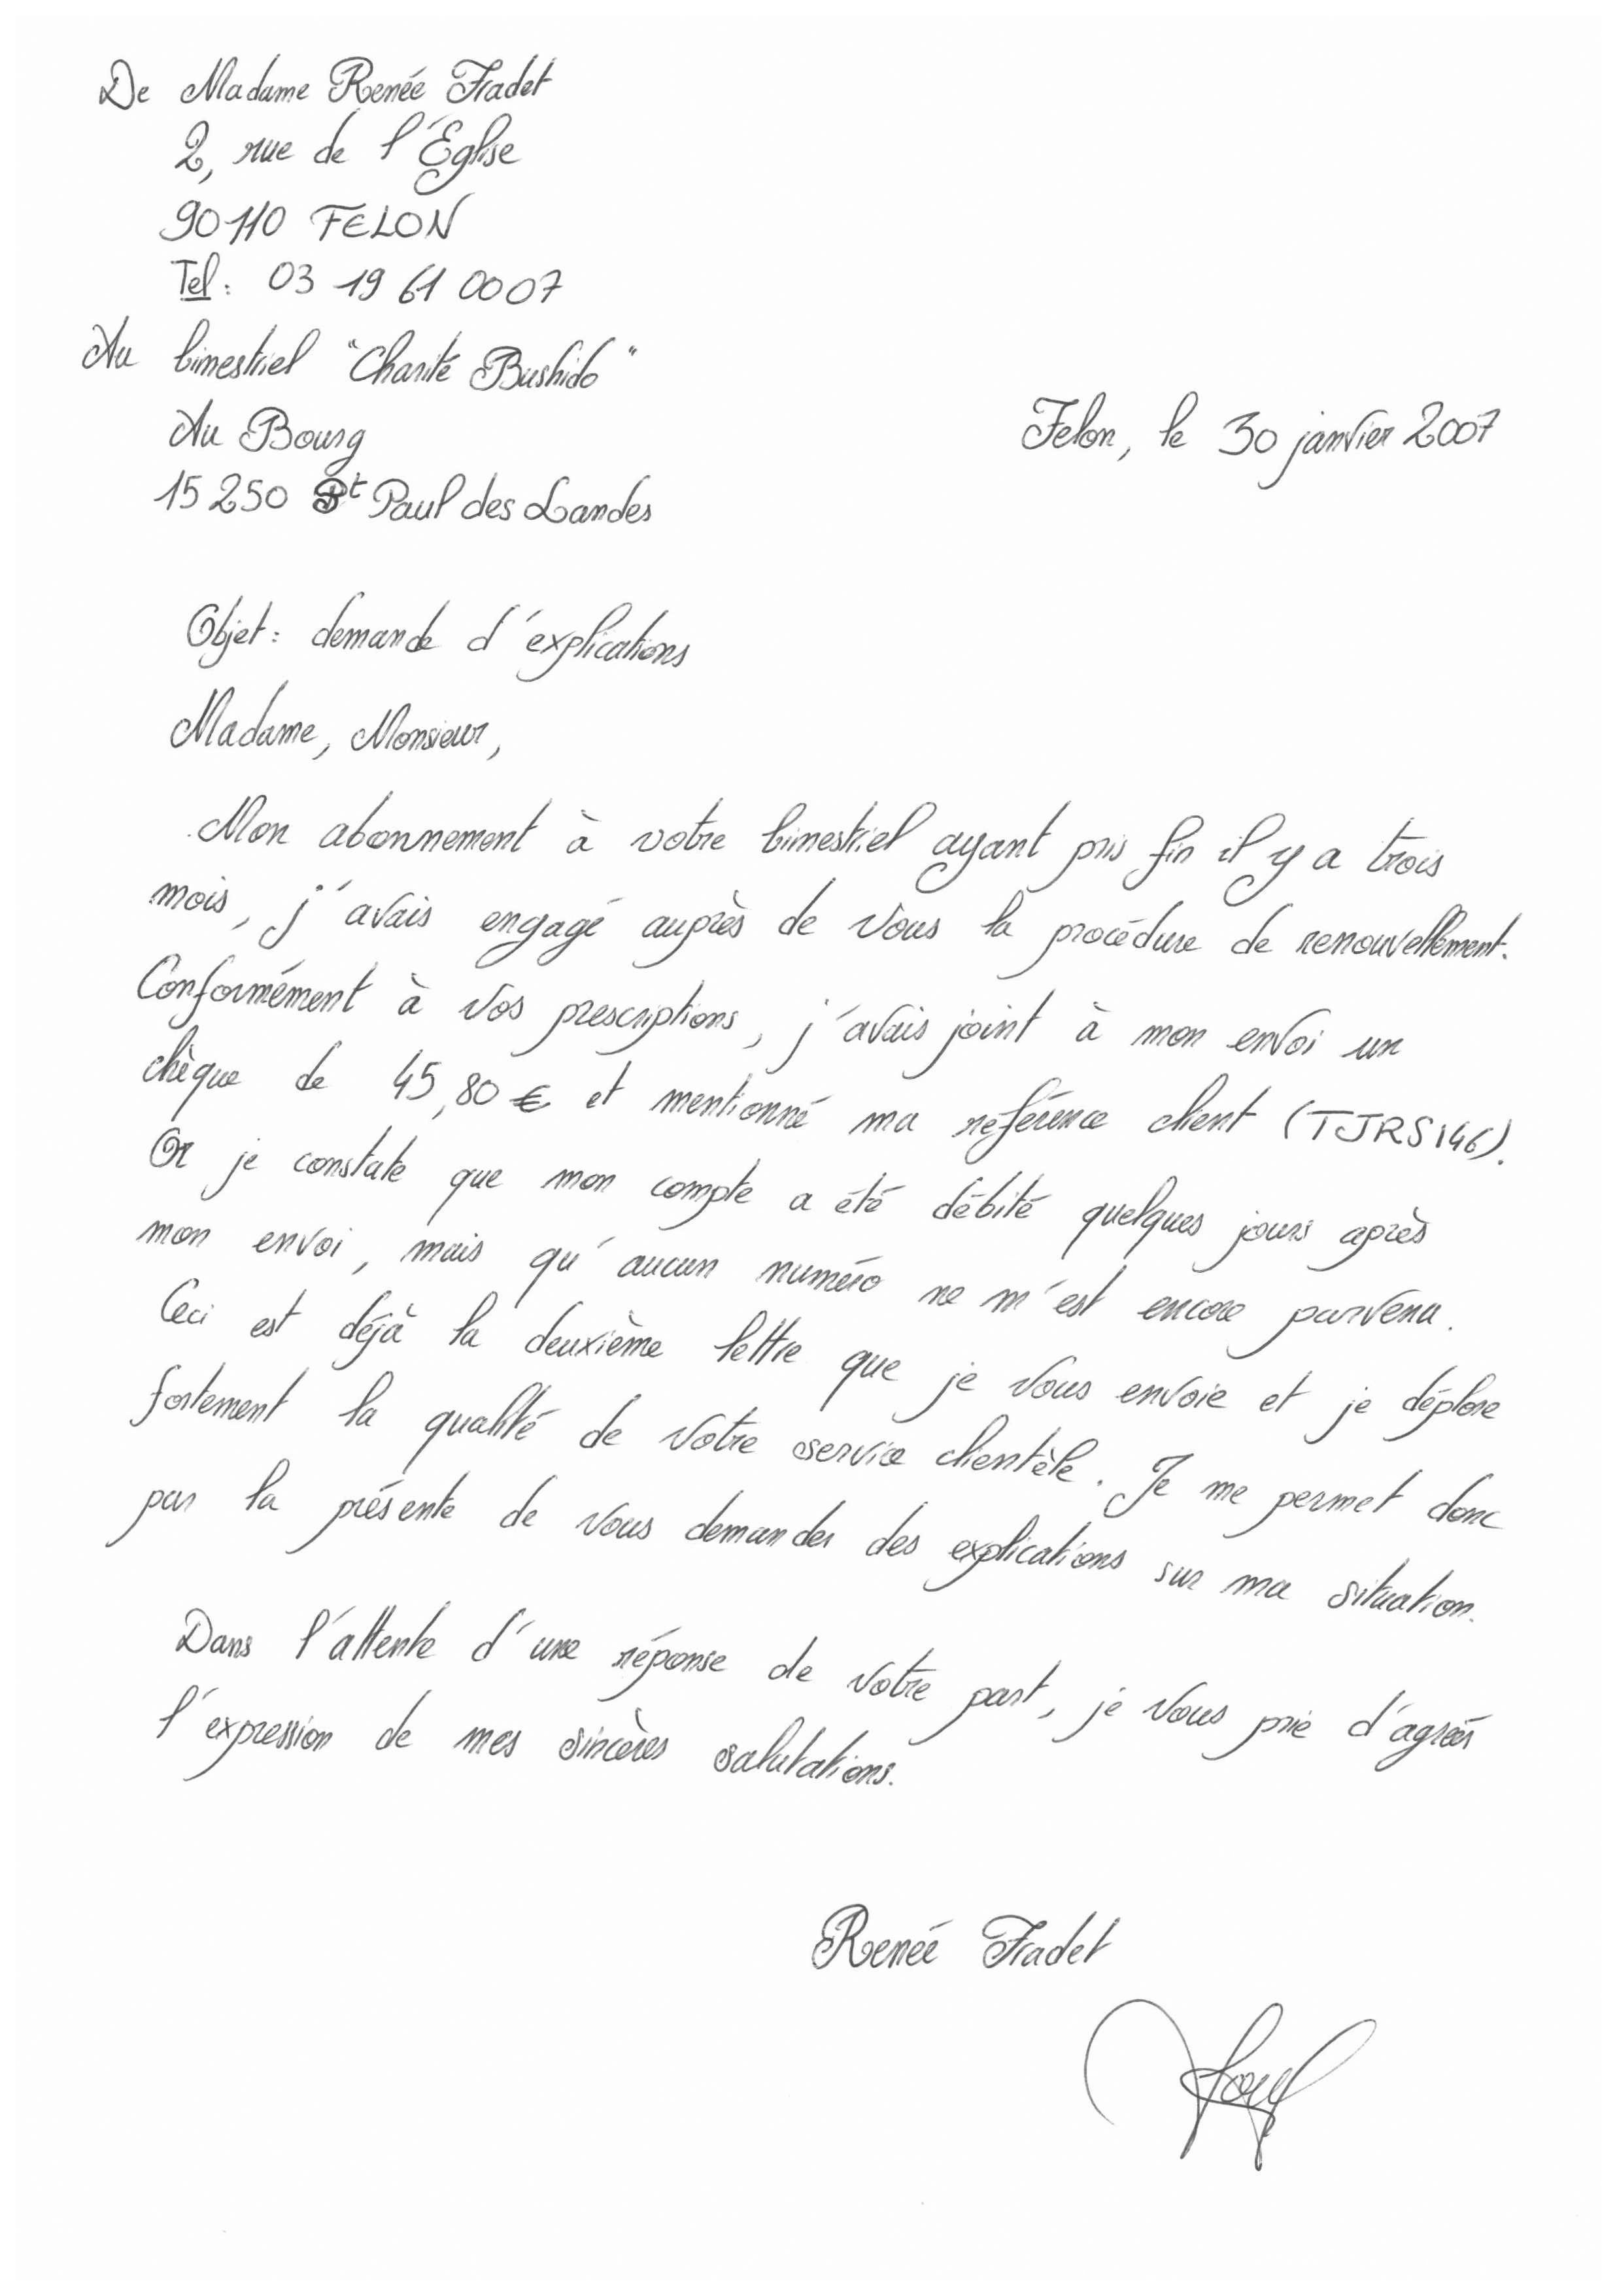 De Madame Renée Fradet
2, rue de l'Église
90110 FELON
Tel : 03 19 61 00 07
Au bimestriel "Charité Bushido"
Au Bourg
Felon, le 30 janvier 2007
15250 St Paul des Landes
Objet : demande d'explications
Madame, Monsieur,
Mon abonnement à votre bimestriel ayant pris fin il y a trois
mois, j'avais engagé auprès de vous la procédure de renouvellement.
Conformément à vos prescriptions, j'avais joint à mon envoi un
chèque de 45,80 € et mentionné ma référence client (TJRS146).
Or je constate que mon compte a été débité quelques jours après
mon envoi, mais qu'aucun numéro ne m'est encore parvenu.
Ceci est déjà la deuxième lettre que je vous envoie et je déplore
fortement la qualité de votre service clientèle. Je me permet donc
par la présente de vous demander des explications sur ma situation.
Dans l'attente d'une réponse de votre part, je vous prie d'agréer
l'expression de mes sincères salutations.
Renée Fradet